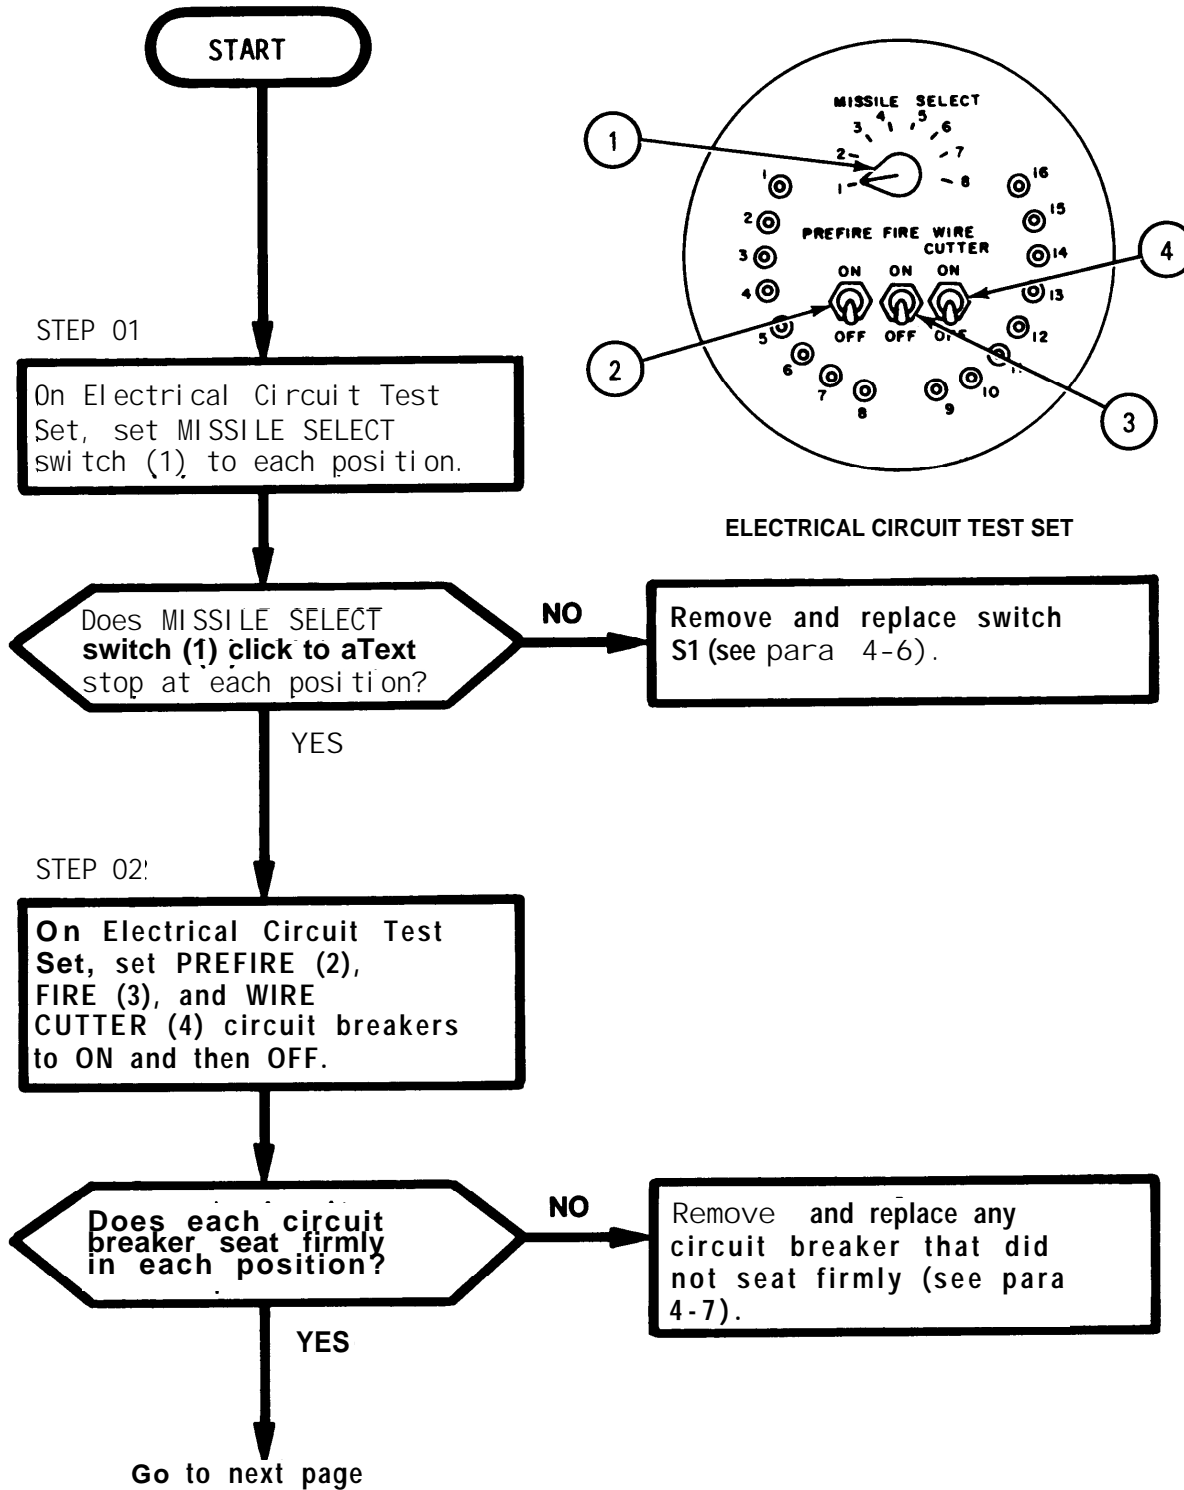 START
STEP 01
On Electrical Circuit Test
Set, set MISSILE SELECT
switch (1) to each position.
MISSILE SELECT
1
2
3
4
5
6
7
8
1
2
3
4
5
6
7
8
9
10
11
12
13
14
15
16
PREFIRE FIRE WIRE
CUTTER
ON ON ON
OFF OFF OFF
1
2
3
4
ELECTRICAL CIRCUIT TEST SET
Does MISSILE SELECT
switch (1) click to aText
stop at each position?
NO
Remove and replace switch
S1 (see para 4-6).
YES
STEP 02
On Electrical Circuit Test
Set, set PREFIRE (2),
FIRE (3), and WIRE
CUTTER (4) circuit breakers
to ON and then OFF.
Does each circuit
breaker seat firmly
in each position?
NO
Remove and replace any
circuit breaker that did
not seat firmly (see para
4-7).
YES
Go to next page